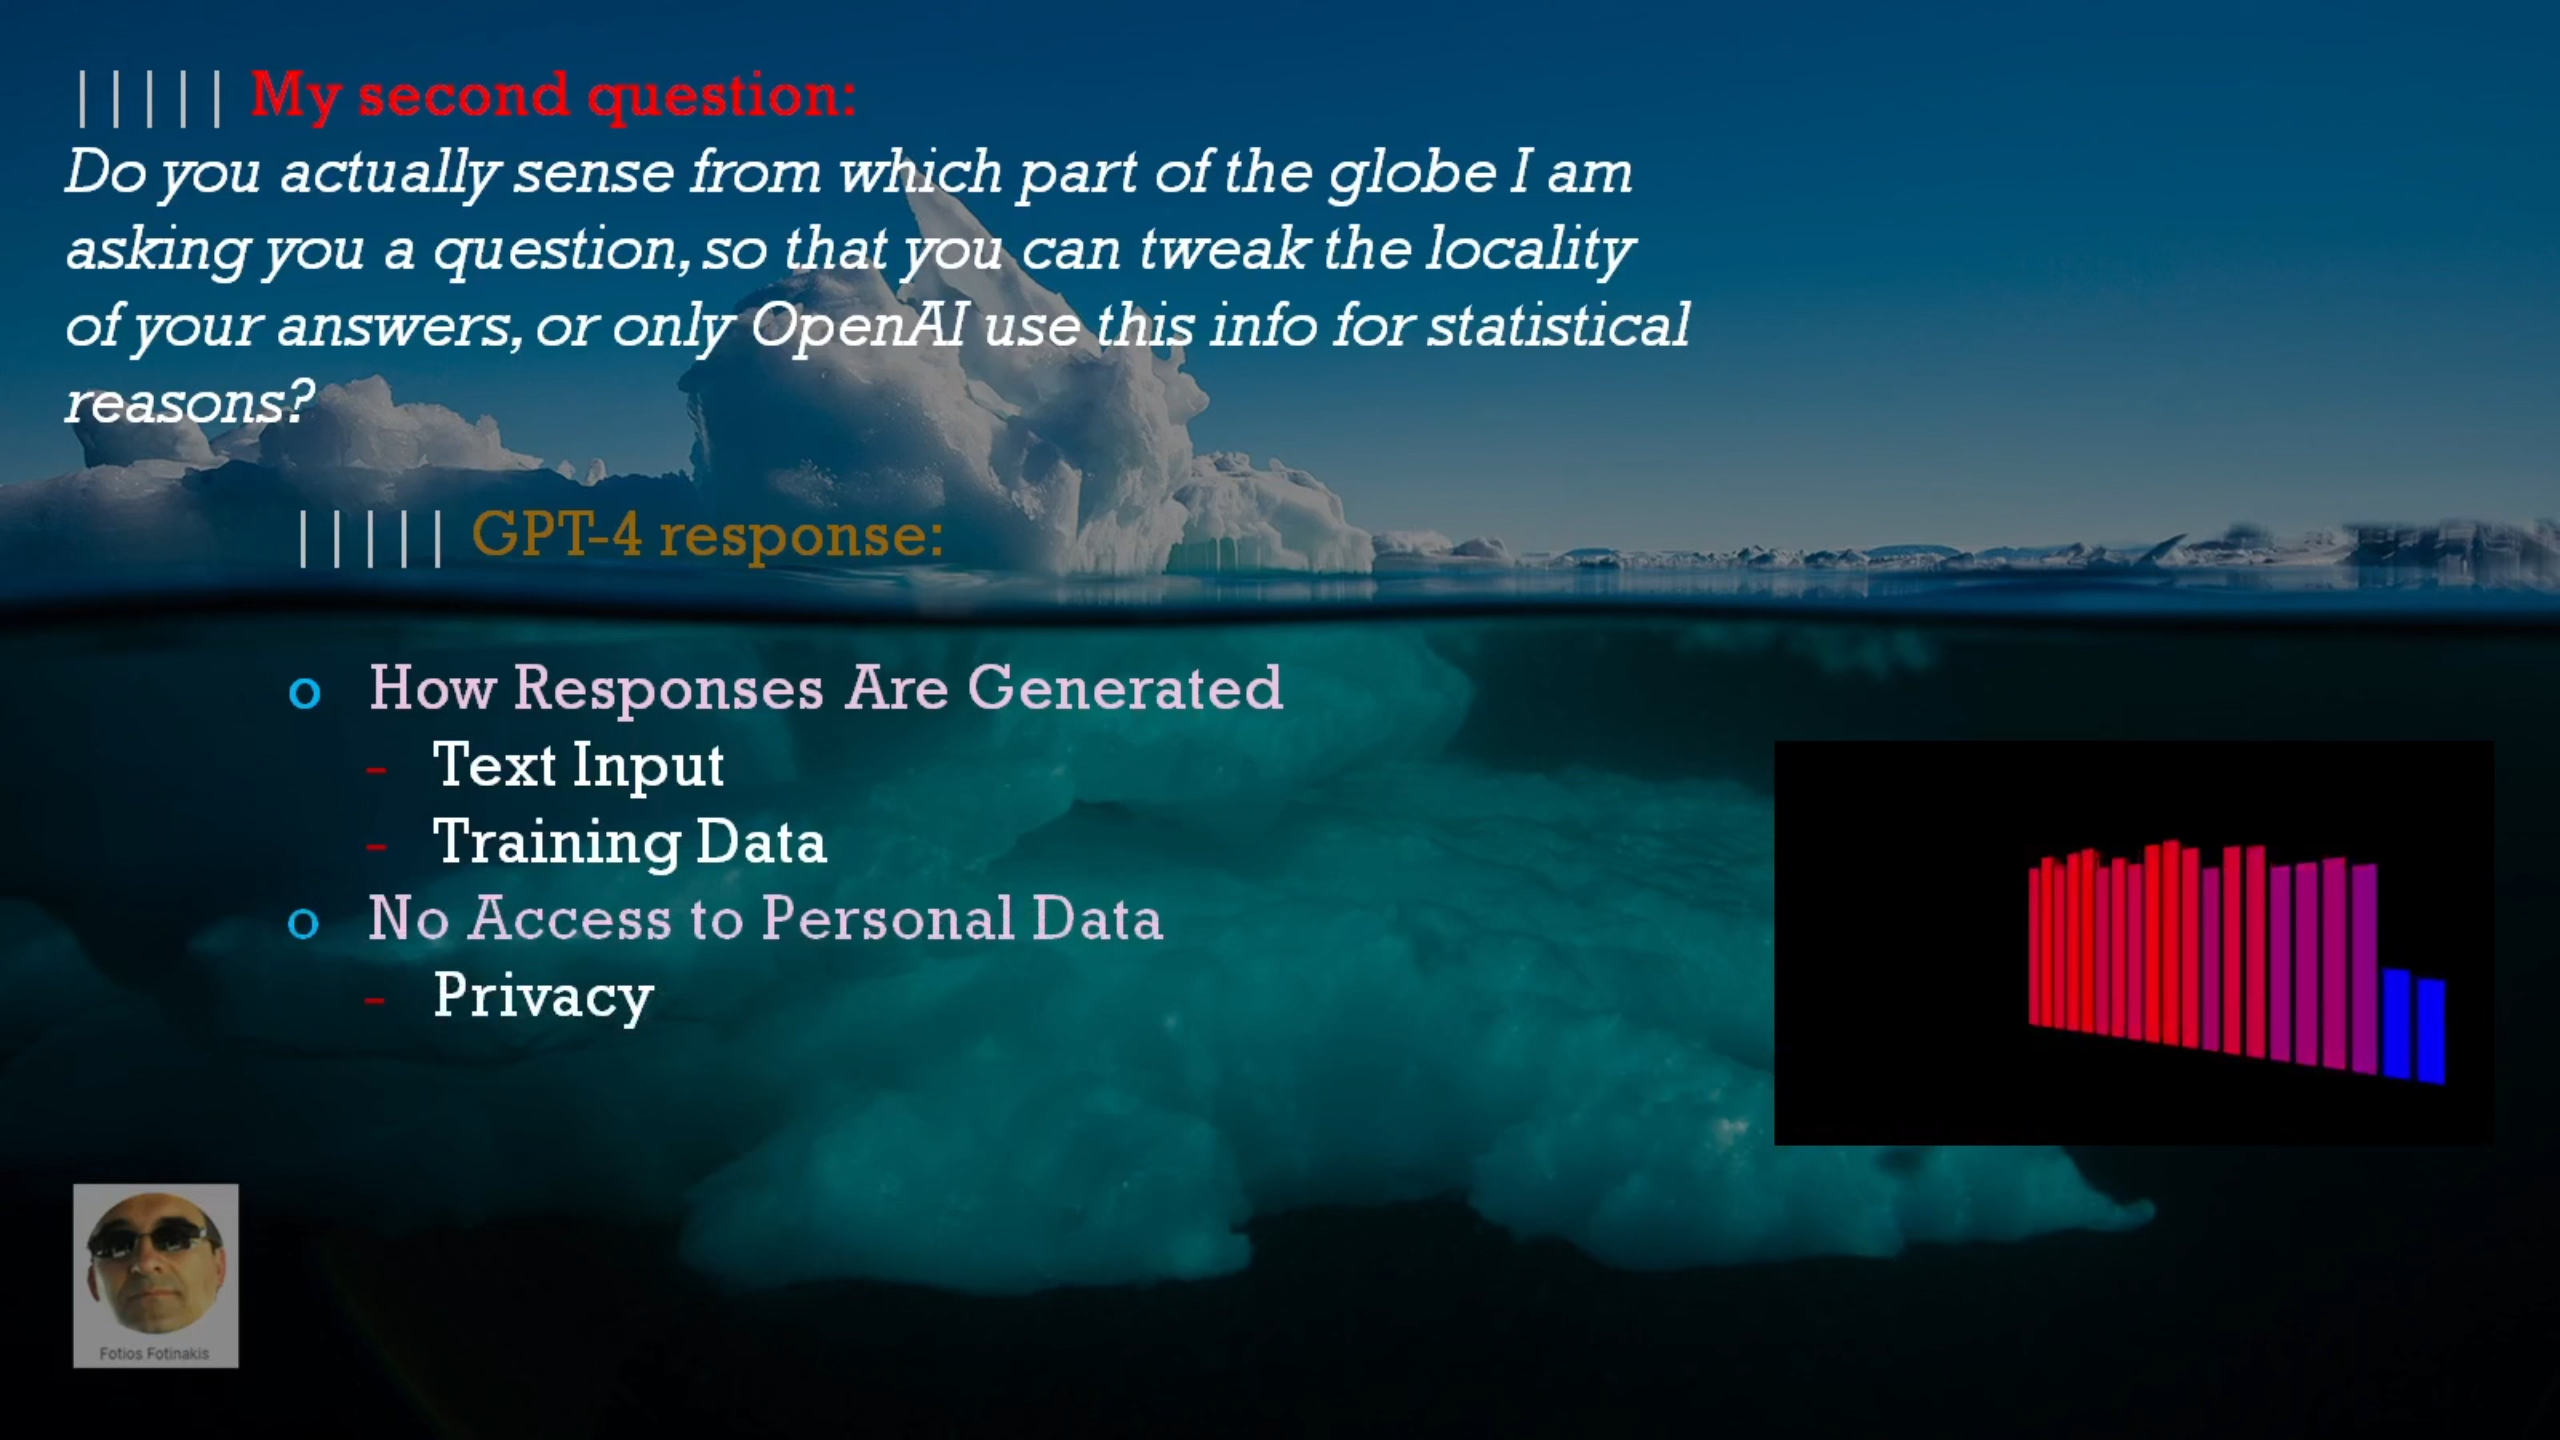 ||||| My second question:
Do you actually sense from which part of the globe I am
asking you a question, so that you can tweak the locality
of your answers, or only OpenAI use this info for statistical
reasons?
||||| GPT-4 response:
o How Responses Are Generated
- Text Input
- Training Data
o No Access to Personal Data
- Privacy
Fotios Fotinakis